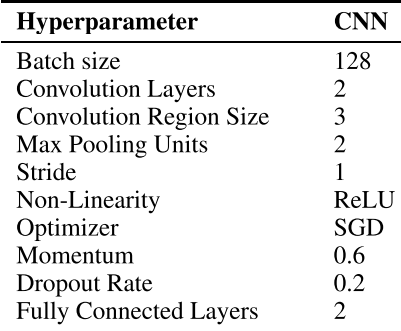 Hyperparameter CNN
Batch size 128
Convolution Layers 2
Convolution Region Size 3
Max Pooling Units 2
Stride 1
Non-Linearity ReLU
Optimizer SGD
Momentum 0.6
Dropout Rate 0.2
Fully Connected Layers 2